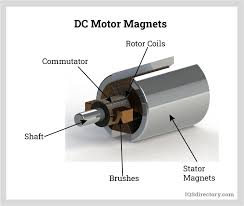 DC Motor Magnets
Rotor Coils
Commutator
Shaft
Brushes
Stator
Magnets